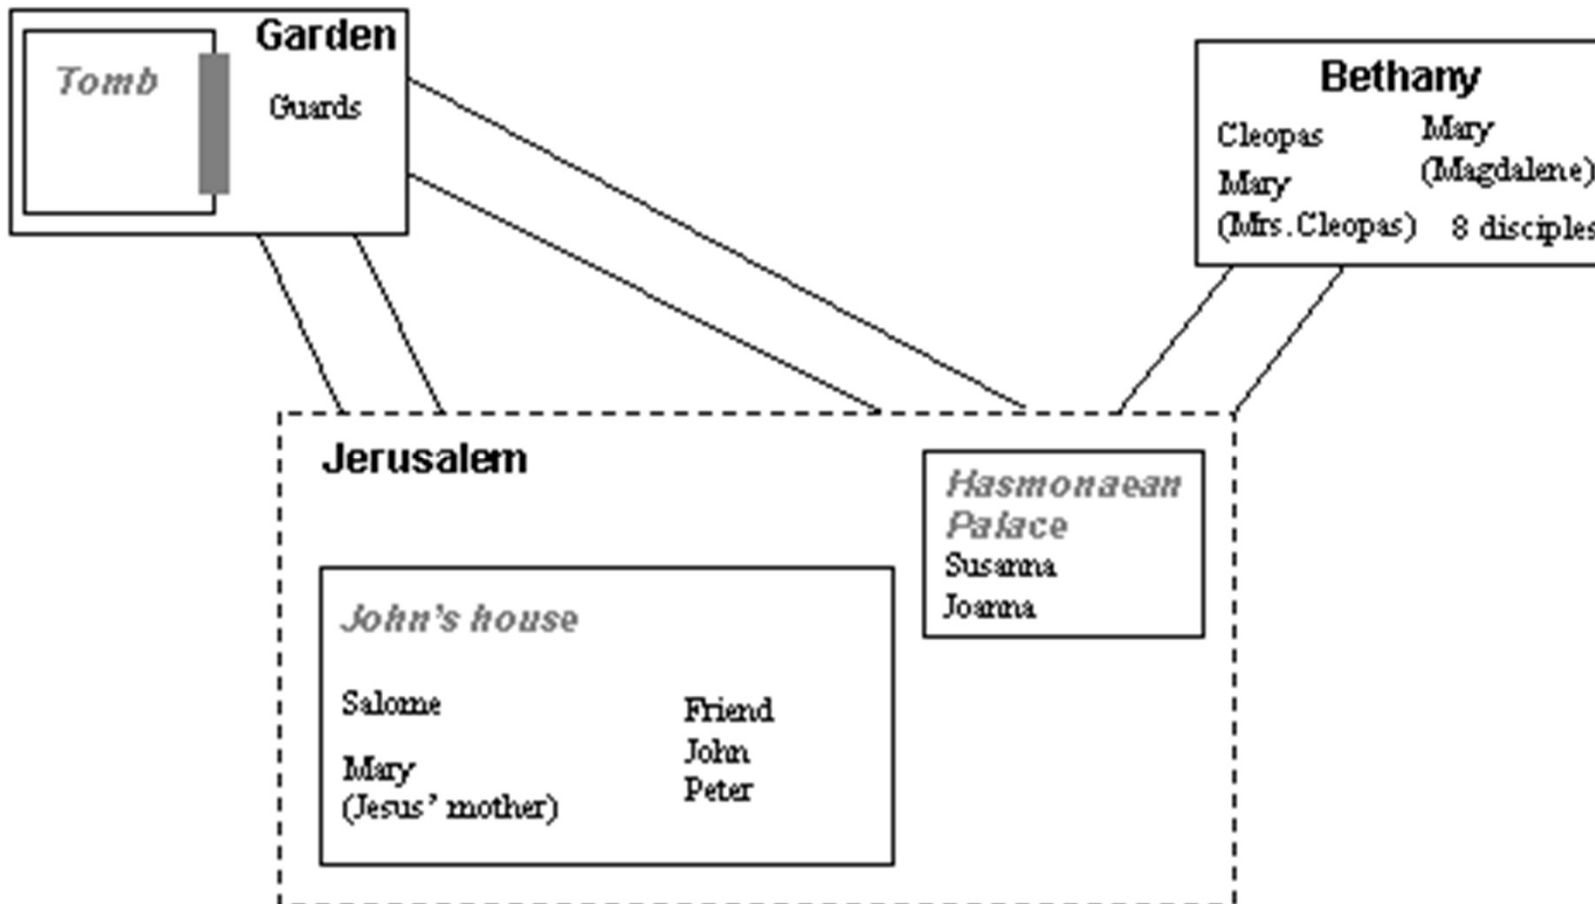 Garden
Tomb
Guards
Bethany
Cleopas
Mary
(Mrs.Cleopas)
Mary
(Magdalene)
8 disciples
Jerusalem
Hasmonaean
Palace
Susanna
Joanna
John's house
Salome
Mary
(Jesus' mother)
Friend
John
Peter